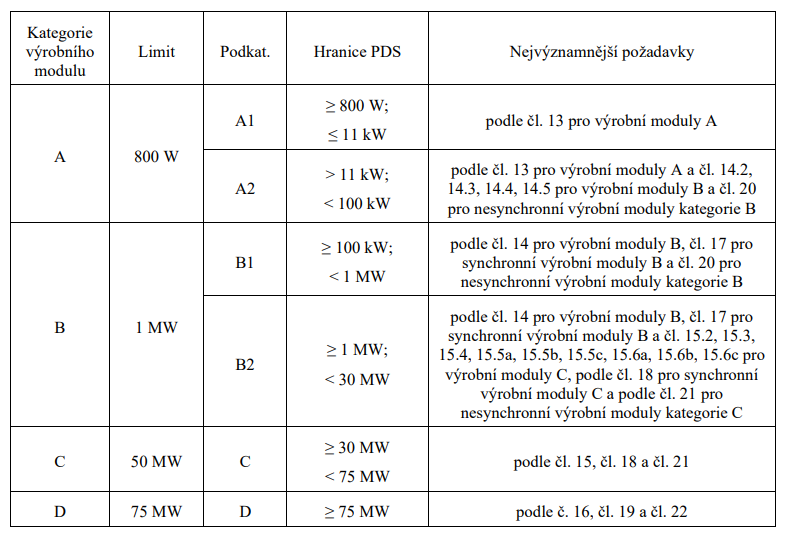 Kategorie
výrobního
modulu
Limit
Podkat.
Hranice PDS
Nejvýznamnější požadavky
A
800 W
A1
≥ 800 W;
≤ 11 kW
podle čl. 13 pro výrobní moduly A
A2
> 11 kW;
< 100 kW
podle čl. 13 pro výrobní moduly A a čl. 14.2,
14.3, 14.4, 14.5 pro výrobní moduly B a čl. 20
pro nesynchronní výrobní moduly kategorie B
B
1 MW
B1
≥ 100 kW;
< 1 MW
podle čl. 14 pro výrobní moduly B, čl. 17 pro
synchronní výrobní moduly B a čl. 20 pro
nesynchronní výrobní moduly kategorie B
B2
≥ 1 MW;
< 30 MW
podle čl. 14 pro výrobní moduly B, čl. 17 pro
synchronní výrobní moduly B a čl. 15.2, 15.3,
15.4, 15.5a, 15.5b, 15.5c, 15.6a, 15.6b, 15.6c pro
výrobní moduly C, podle čl. 18 pro synchronní
výrobní moduly C a podle čl. 21 pro
nesynchronní výrobní moduly kategorie C
C
50 MW
C
≥ 30 MW
< 75 MW
podle čl. 15, čl. 18 a čl. 21
D
75 MW
D
≥ 75 MW
podle č. 16, čl. 19 a čl. 22